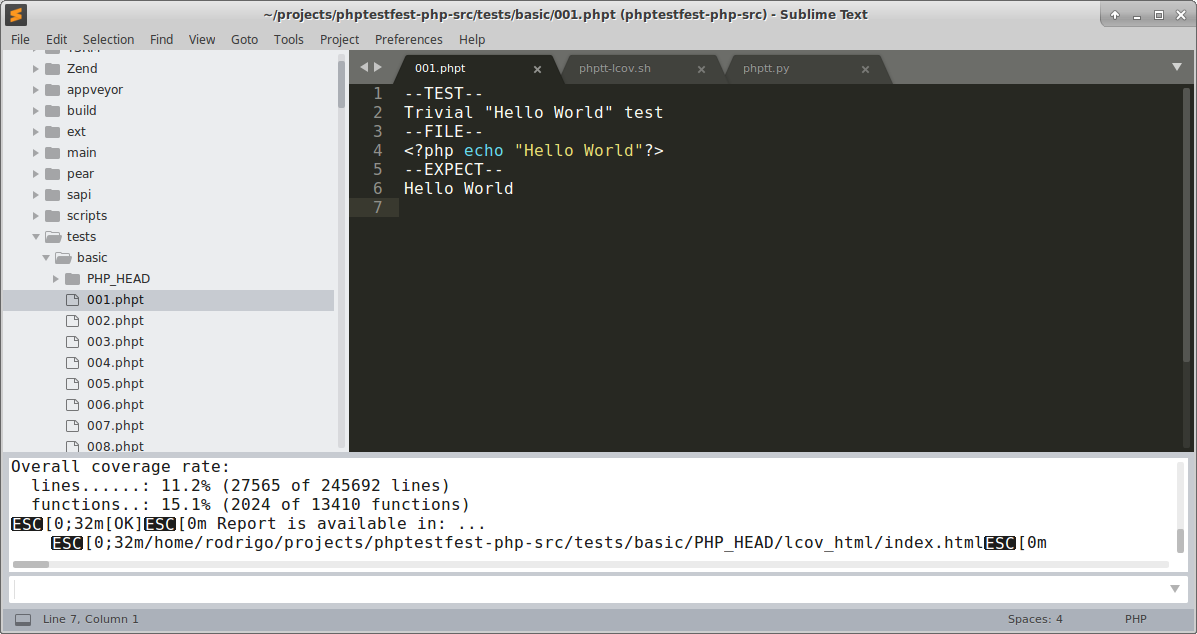 ~/projects/phptestfest-php-src/tests/basic/001.phpt (phptestfest-php-src) - Sublime Text
File Edit Selection Find View Goto Tools Project Preferences Help
Zend
appveyor
build
ext
main
pear
sapi
scripts
tests
basic
PHP_HEAD
001.phpt
002.phpt
003.phpt
004.phpt
005.phpt
006.phpt
007.phpt
008.phpt
001.phpt × phptt-lcov.sh × phptt.py ×
1 --TEST--
2 Trivial "Hello World" test
3 --FILE--
4 <?php echo "Hello World"?>
5 --EXPECT--
6 Hello World
7
Overall coverage rate:
lines......: 11.2% (27565 of 245692 lines)
functions..: 15.1% (2024 of 13410 functions)
ESC[0;32m[OK]ESC[0m Report is available in: ...
ESC[0;32m/home/rodrigo/projects/phptestfest-php-src/tests/basic/PHP_HEAD/lcov_html/index.htmlESC[0m
Line 7, Column 1 Spaces: 4 PHP